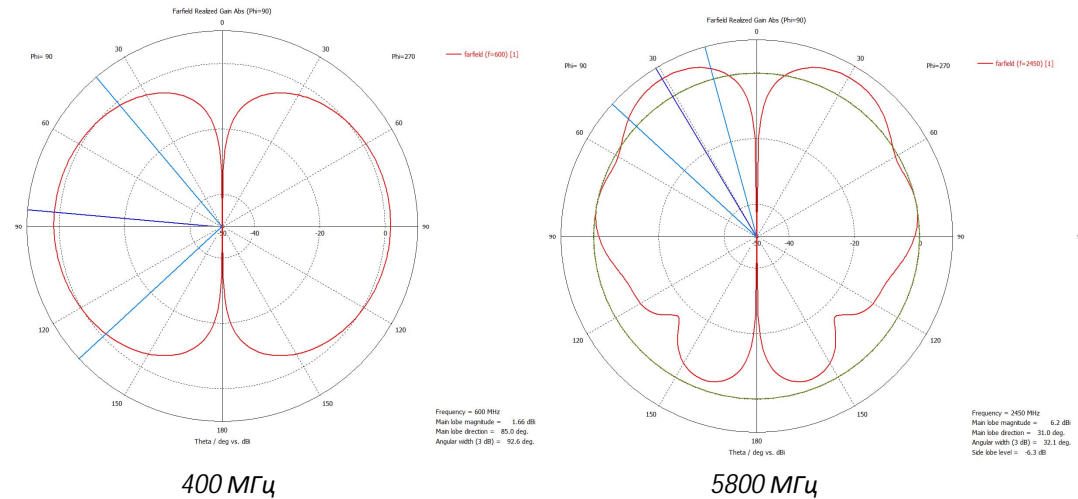 Farfield Realized Gain Abs (Phi=90)
0
30
30
Phi= 90
Phi=270
farfield (f=600) [1]
60
60
90
-50
-40
-20
0
90
120
120
150
150
180
Theta / deg vs. dBi
Frequency = 600 MHz
Main lobe magnitude = 1.66 dBi
Main lobe direction = 85.0 deg.
Angular width (3 dB) = 92.6 deg.
400 МГц
Farfield Realized Gain Abs (Phi=90)
0
30
30
Phi= 90
Phi=270
farfield (f=2450) [1]
60
60
90
-50
-40
-20
0
90
9
120
120
150
150
180
Theta / deg vs. dBi
Frequency = 2450 MHz
Main lobe magnitude = 6.2 dBi
Main lobe direction = 31.0 deg.
Angular width (3 dB) = 32.1 deg.
Side lobe level = -6.3 dB
5800 МГц